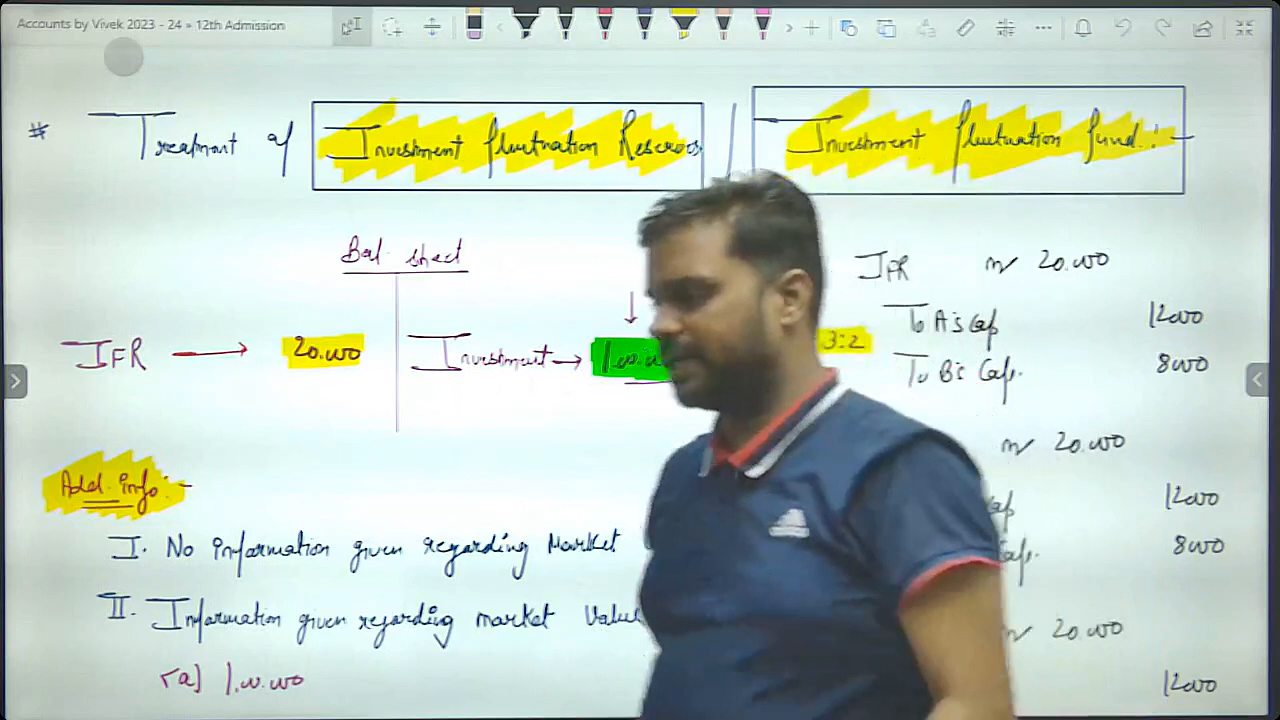 Accounts by Vivek 2023 - 24 » 12th Admission
# Treatment of Investment fluctuation Reserves / Investment fluctuation fund :-
Bal. sheet
IFR → 20.000 Investment →
Add. info :-
I. No information given regarding Market
II. Information given regarding market Value
(a) 1.00.000
IFR Dr 20.000
3:2 To A's Cap 12000
To B's Cap. 8000
Dr 20.000
ap 12000
ap. 8000
Dr 20.000
12000